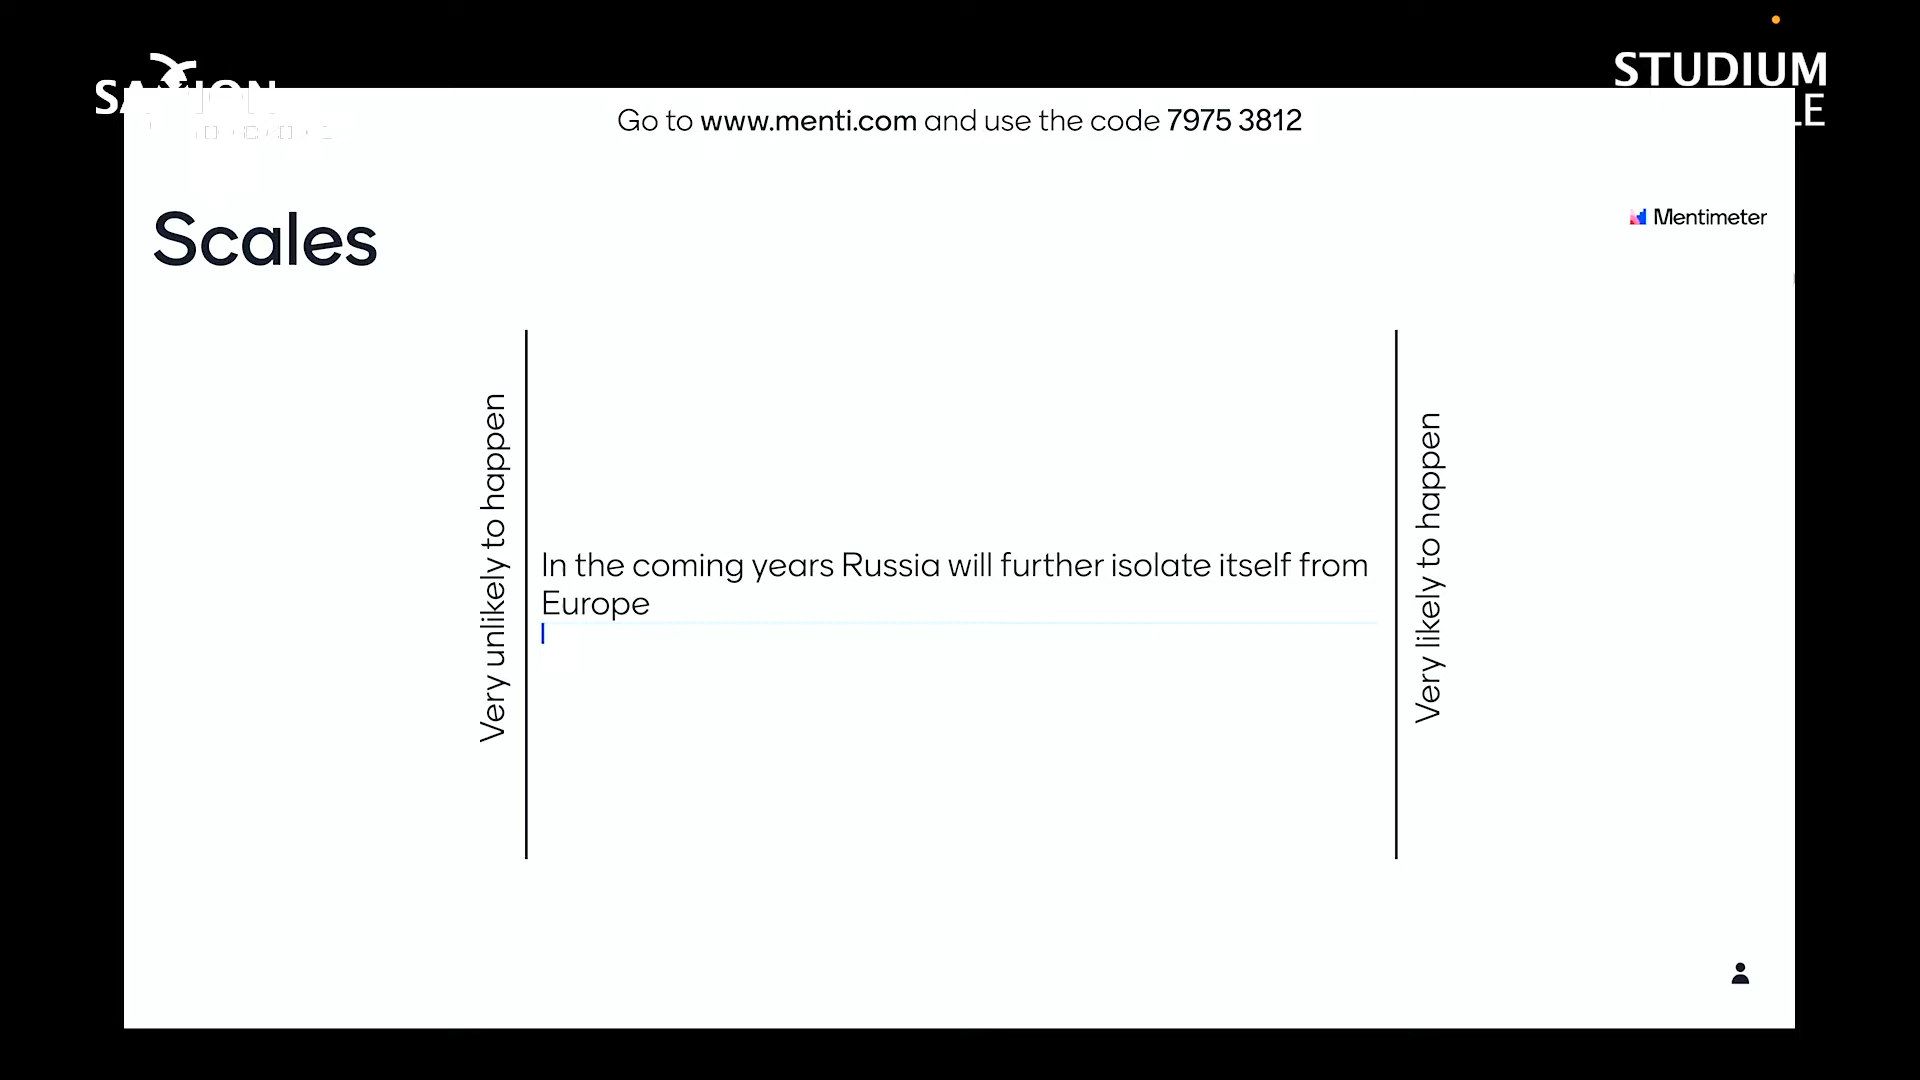 STUDIUM
Go to www.menti.com and use the code 7975 3812
Scales
Mentimeter
Very unlikely to happen
In the coming years Russia will further isolate itself from
Europe
Very likely to happen